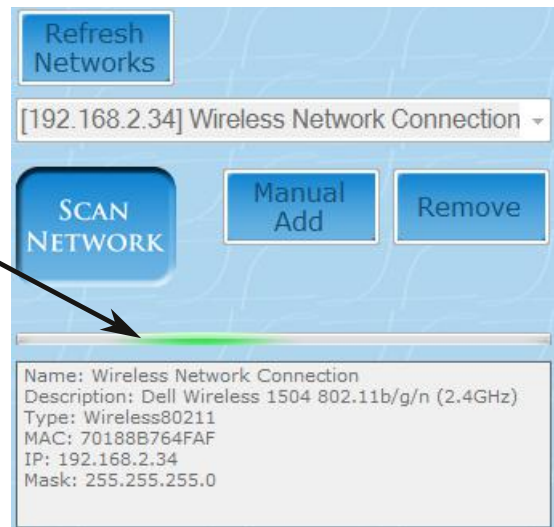 Refresh
Networks
[192.168.2.34] Wireless Network Connection
SCAN
NETWORK
Manual
Add
Remove
Name: Wireless Network Connection
Description: Dell Wireless 1504 802.11b/g/n (2.4GHz)
Type: Wireless80211
MAC: 70188B764FAF
IP: 192.168.2.34
Mask: 255.255.255.0